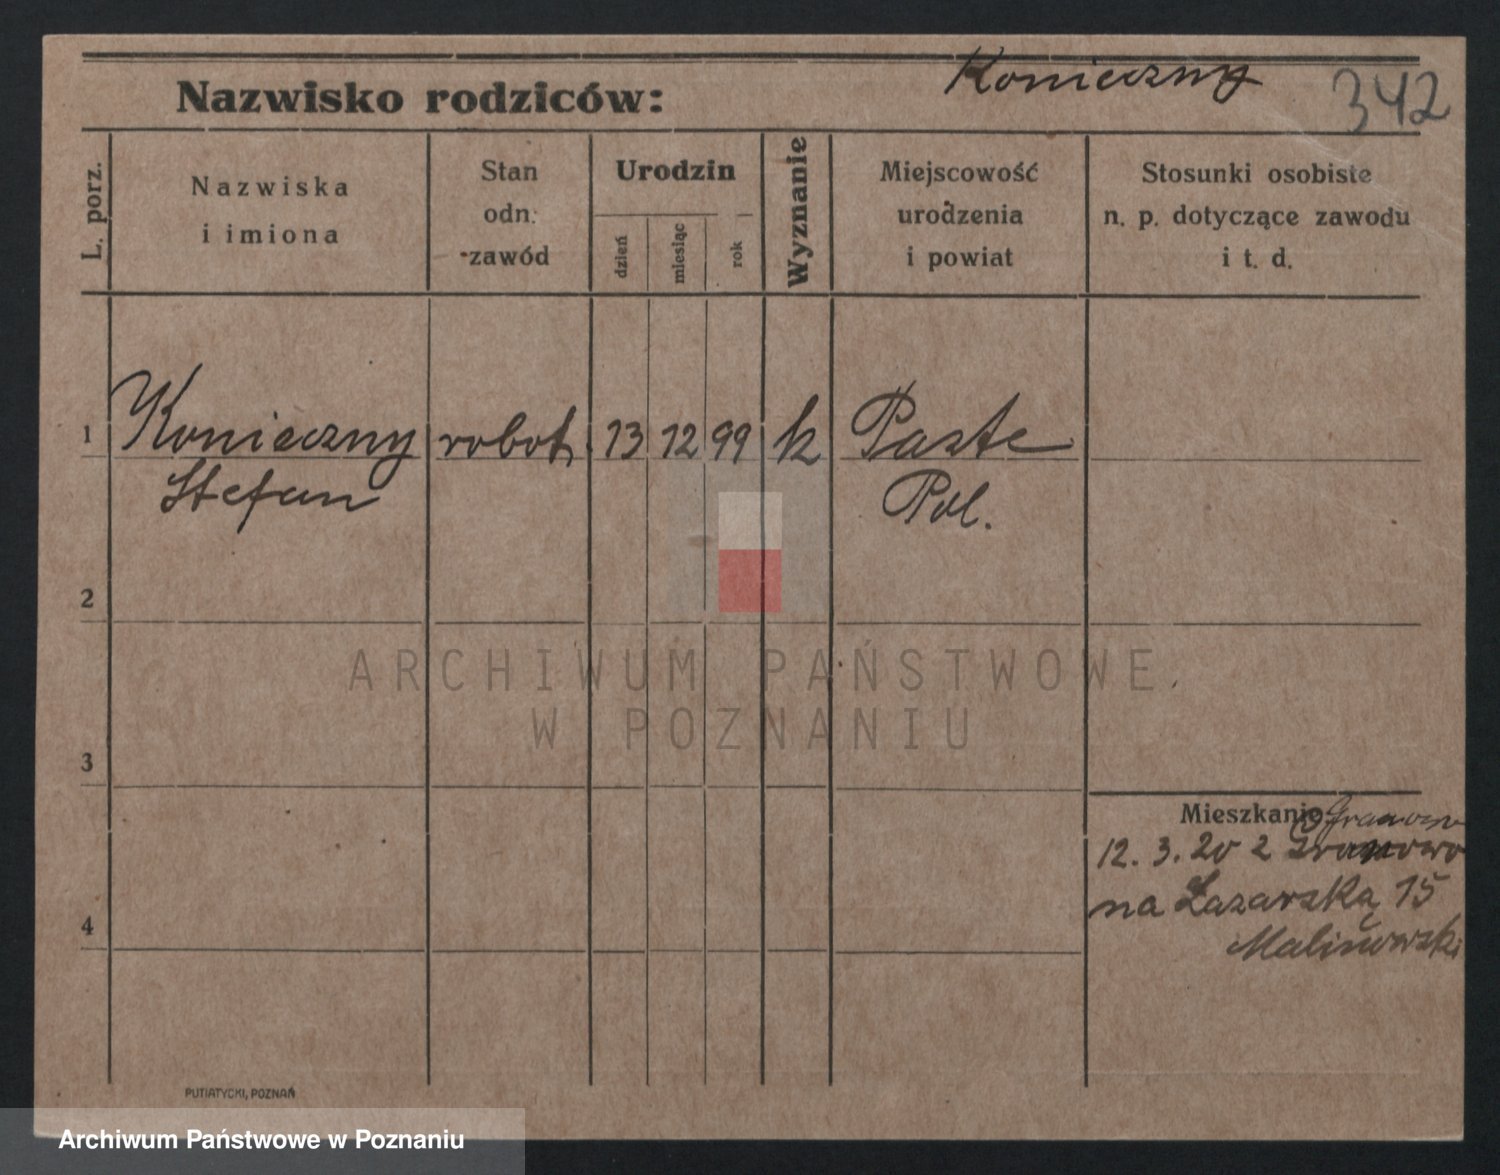 Konieczny
342
Nazwisko rodziców:
L. porz.
Nazwiska
i imiona
Stan
odn.
zawód
Urodzin
dzień
miesiąc
rok
Wyznanie
Miejscowość
urodzenia
i powiat
Stosunki osobiste
n. p. dotyczące zawodu
i t. d.
1
Konieczny
Stefan
robot.
13
12
99
k
Paste
Pol.
2
3
4
ARCHIWUM PAŃSTWOWE
W POZNANIU
Mieszkanie
12. 3. 20 z
na Łazarska 15
Malinowski
PUTIATYCKI, POZNAŃ
Archiwum Państwowe w Poznaniu